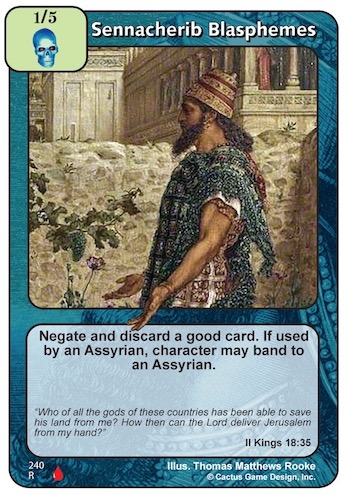 1/5
Sennacherib Blasphemes
Negate and discard a good card. If used
by an Assyrian, character may band to
an Assyrian.
“Who of all the gods of these countries has been able to save
his land from me? How then can the Lord deliver Jerusalem
from my hand?”
II Kings 18:35
240
R
Illus. Thomas Matthews Rooke
© Cactus Game Design, Inc.